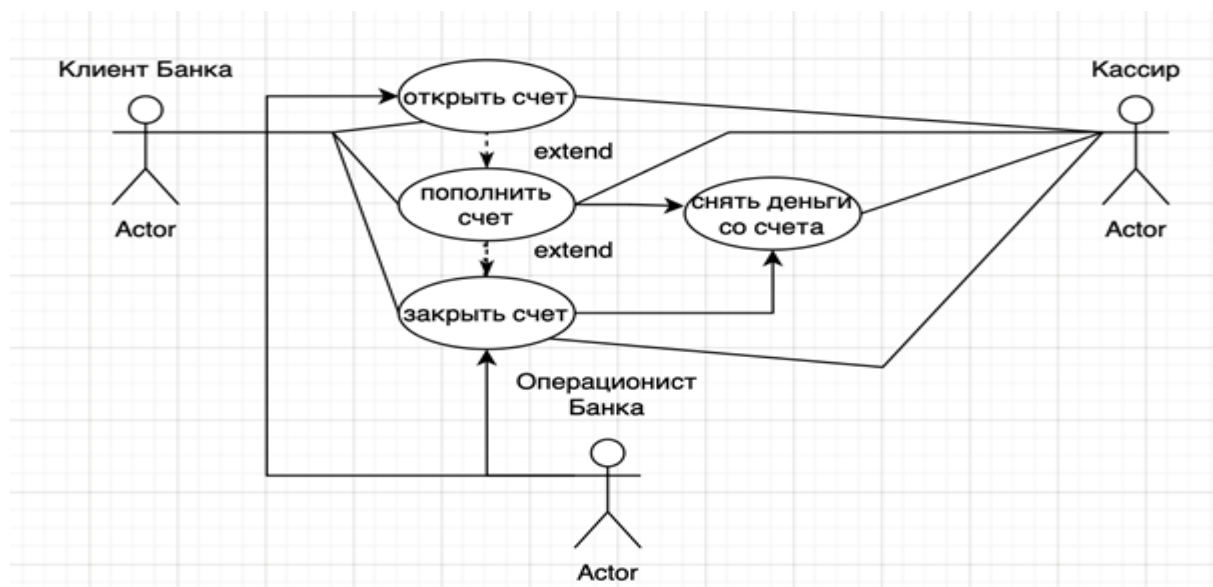 Клиент Банка
Кассир
открыть счет
extend
пополнить
счет
снять деньги
со счета
Actor
Actor
extend
закрыть счет
Операционист
Банка
Actor